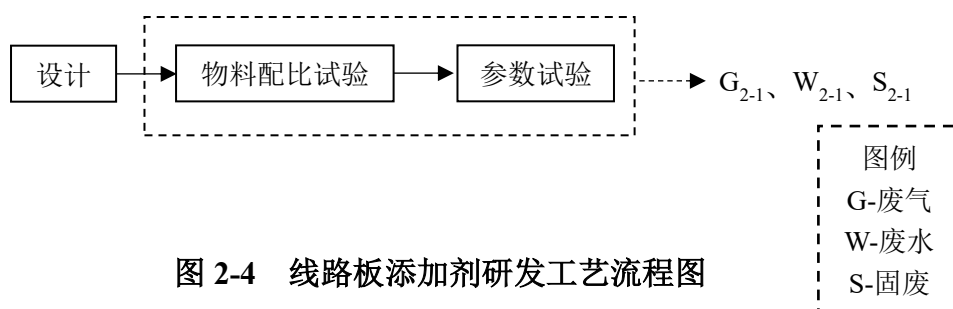 设计
物料配比试验
参数试验
G2-1、W2-1、S2-1
图例
G-废气
W-废水
S-固废
图 2-4 线路板添加剂研发工艺流程图